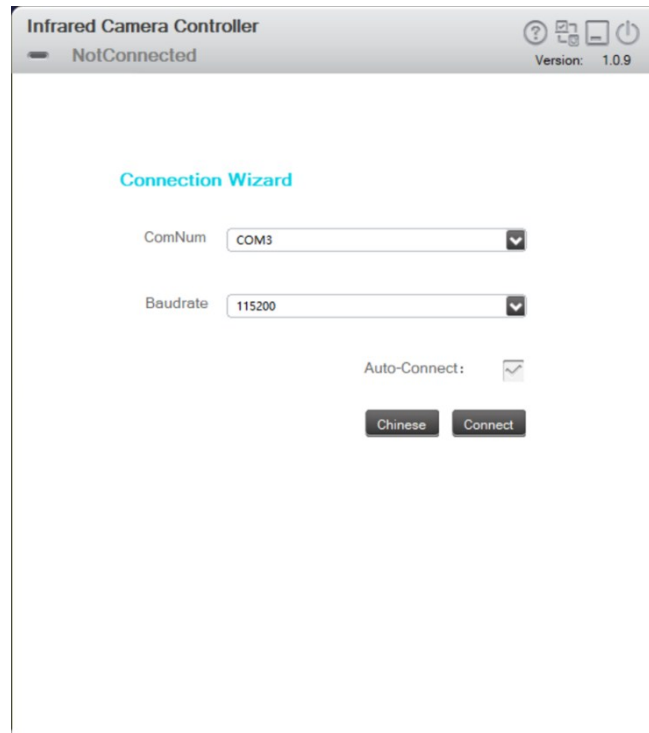 Infrared Camera Controller
NotConnected
Version: 1.0.9
Connection Wizard
ComNum COM3
Baudrate 115200
Auto-Connect：
Chinese Connect